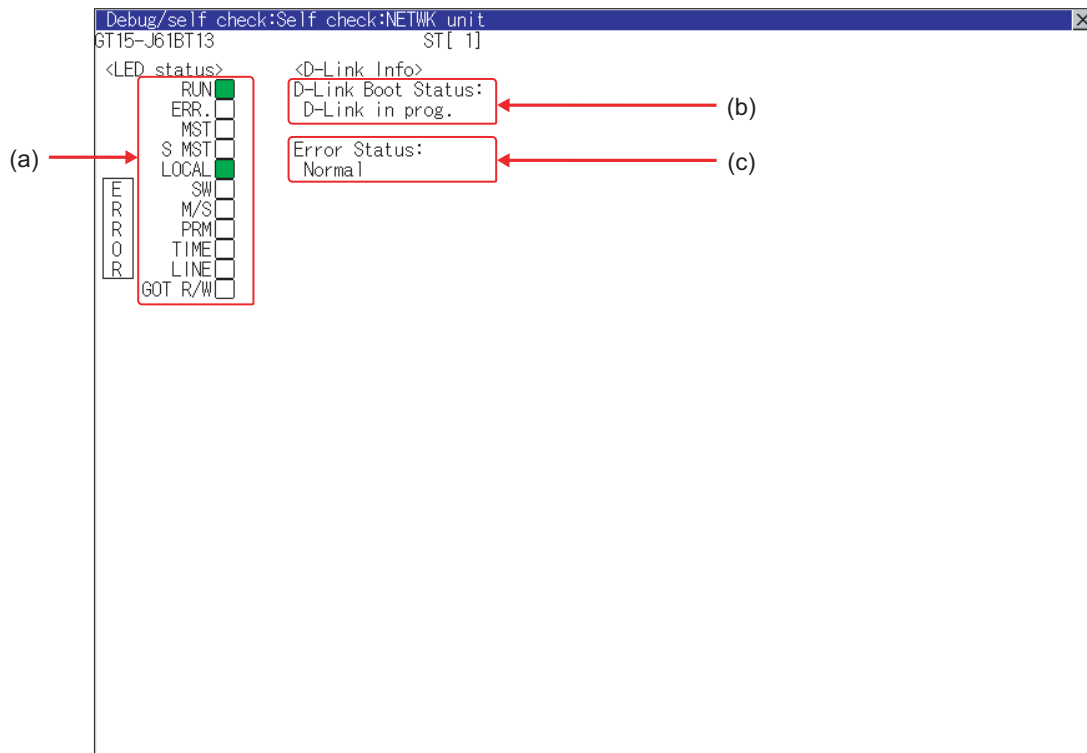 Debug/self check:Self check:NETWK unit
GT15-J61BT13 ST[ 1]
<LED status> <D-Link Info>
RUN D-Link Boot Status:
ERR. D-Link in prog.
MST
S MST Error Status:
LOCAL Normal
SW
M/S
PRM
TIME
LINE
GOT R/W
ERROR
(a)
(b)
(c)